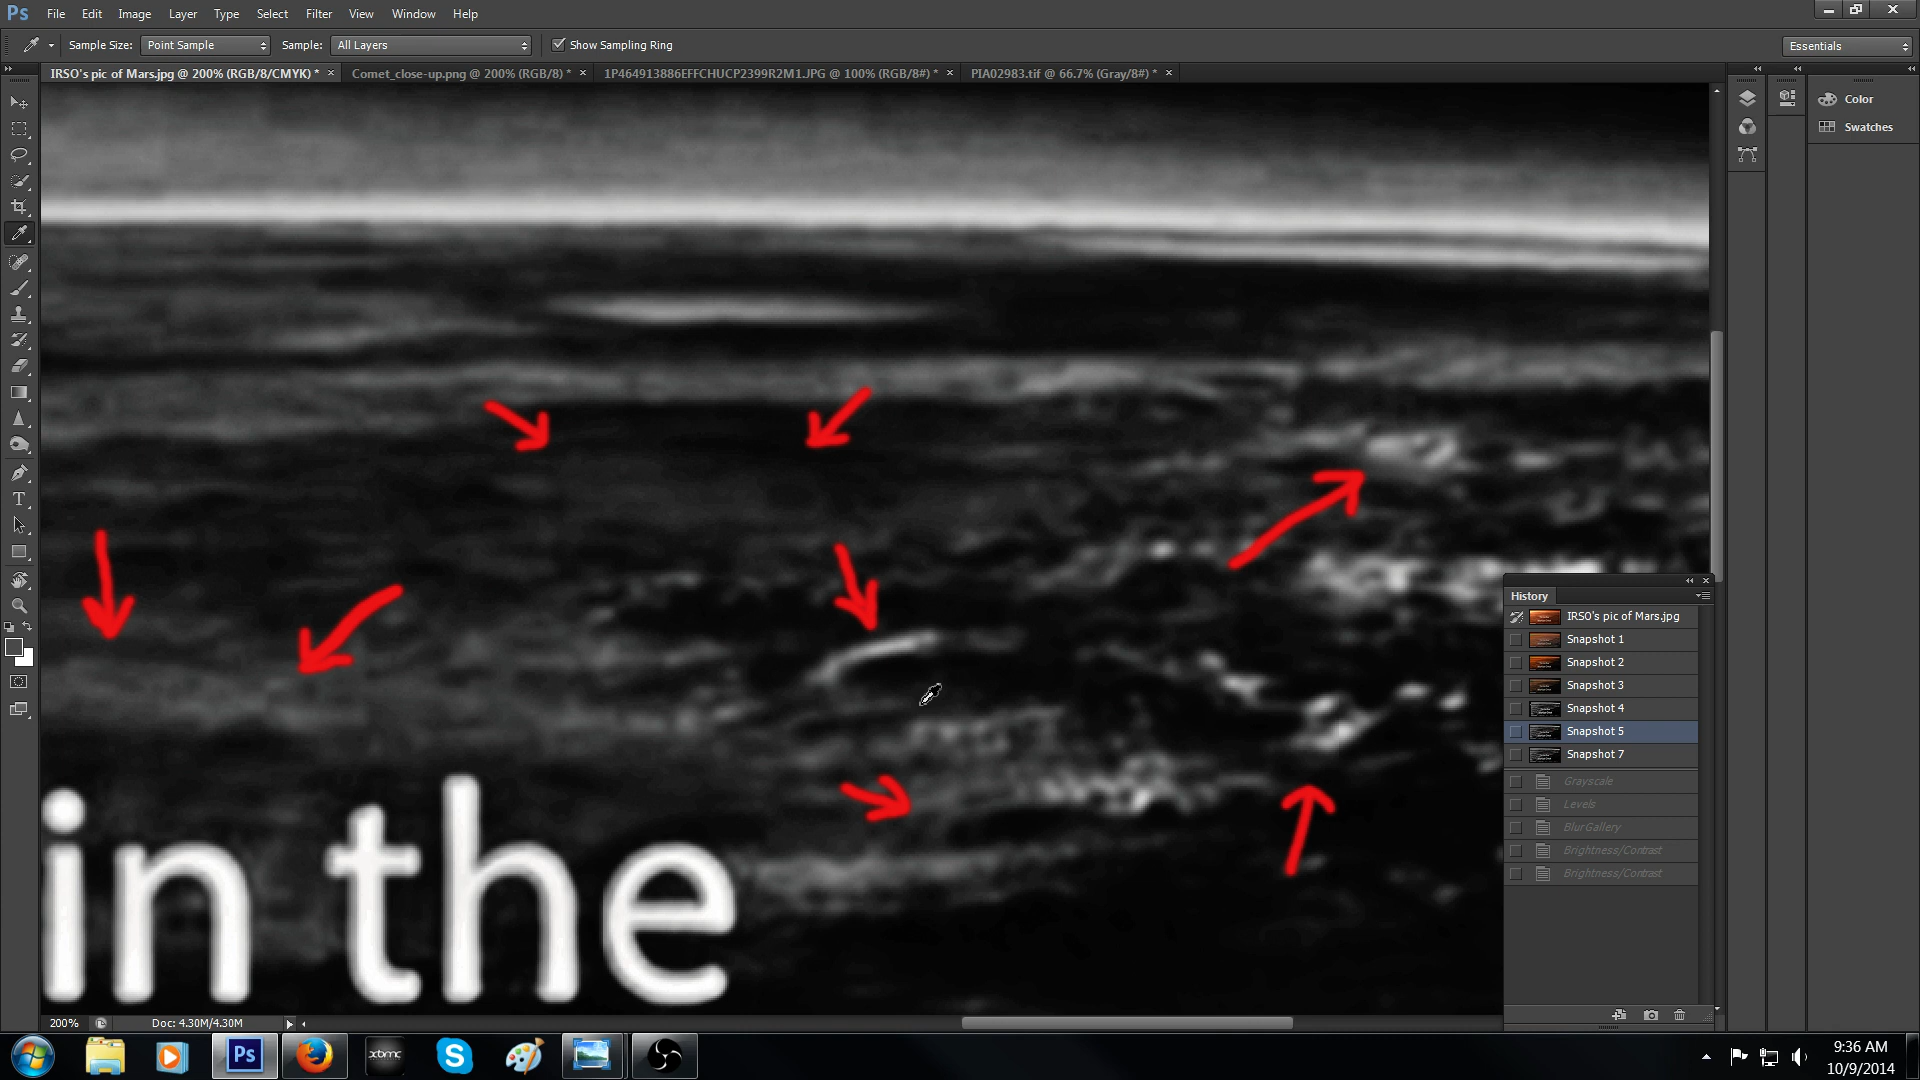 Ps File Edit Image Layer Type Select Filter View Window Help
Sample Size: Point Sample Sample: All Layers Show Sampling Ring Essentials
IRSO's pic of Mars.jpg @ 200% (RGB/8/CMYK) * × Comet_close-up.png @ 200% (RGB/8) * × 1P464913886EFFCHUCP2399R2M1.JPG @ 100% (RGB/8#) * × PIA02983.tif @ 66.7% (Gray/8#) * ×
Color
Swatches
T
History
IRSO's pic of Mars.jpg
Snapshot 1
Snapshot 2
Snapshot 3
Snapshot 4
Snapshot 5
Snapshot 7
Grayscale
Levels
Blur Gallery
Brightness/Contrast
Brightness/Contrast
in the
200% Doc: 4.30M/4.30M
Ps xbmc S
9:36 AM
10/9/2014